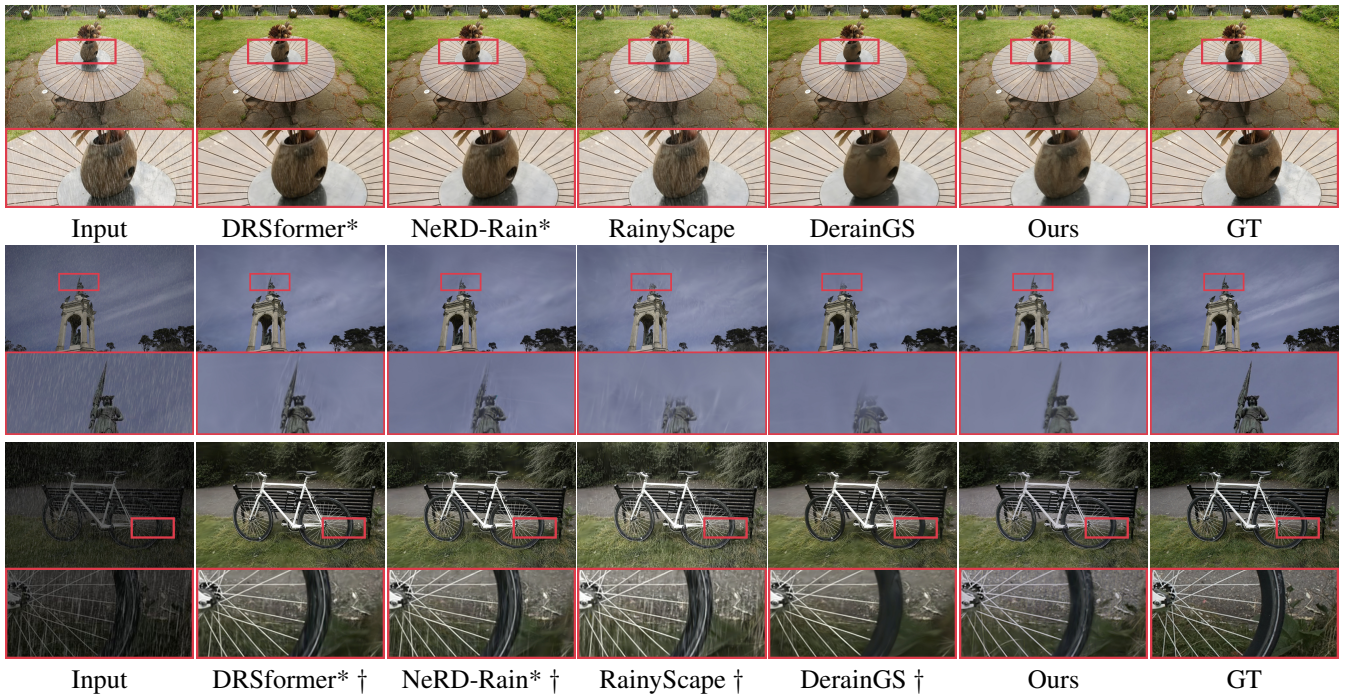 Input DRSformer* NeRD-Rain* RainyScape DerainGS Ours GT
Input DRSformer* † NeRD-Rain* † RainyScape † DerainGS † Ours GT